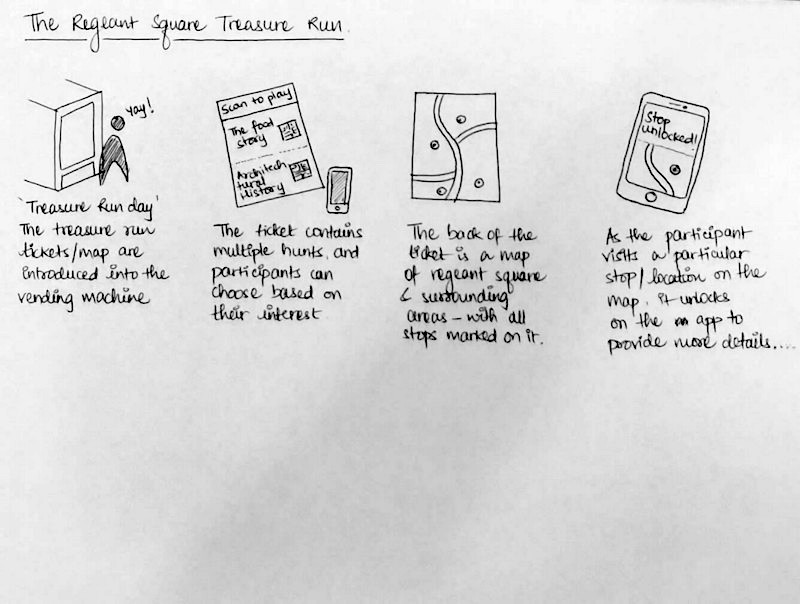 The Regeant Square Treasure Run.
yay!
'Treasure Run day'
The treasure run
tickets/map are
introduced into the
vending machine
Scan to play
The food
story
Architech
tural
History
The ticket contains
multiple hunts, and
participants can
choose based on
their interest
The back of the
ticket is a map
of regeant square
& surrounding
areas - with all
stops marked on it.
Stop
unlocked!
As the participant
visits a particular
stop/location on the
map, it unlocks
on the app to
provide more details....